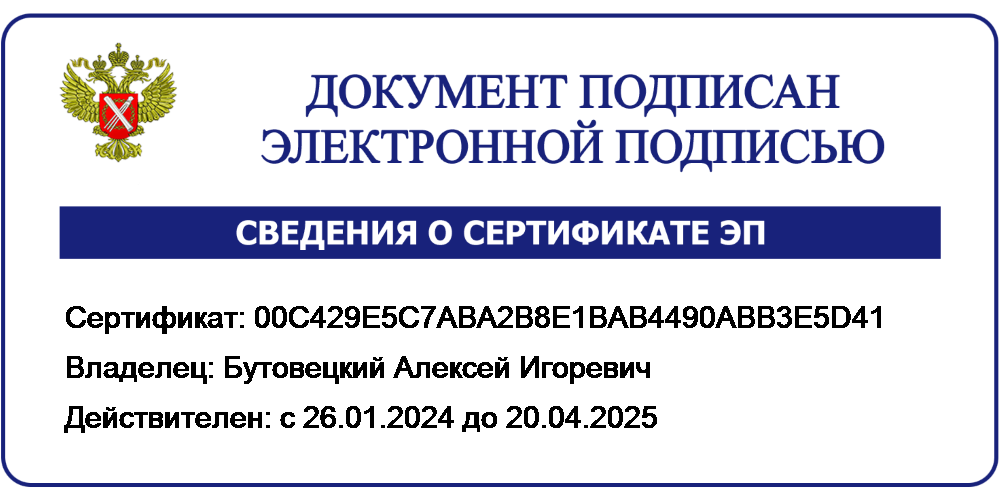 ДОКУМЕНТ ПОДПИСАН
ЭЛЕКТРОННОЙ ПОДПИСЬЮ
СВЕДЕНИЯ О СЕРТИФИКАТЕ ЭП
Сертификат: 00C429E5C7ABA2B8E1BAB4490ABB3E5D41
Владелец: Бутовецкий Алексей Игоревич
Действителен: с 26.01.2024 до 20.04.2025